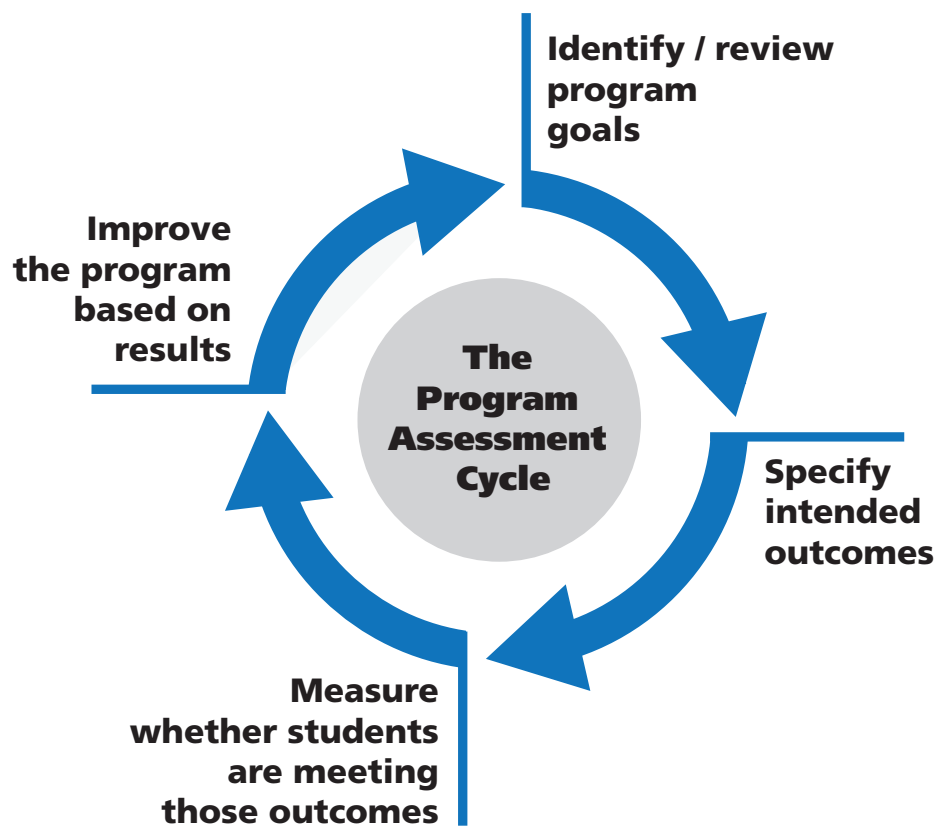 Identify / review
program
goals
Improve
the program
based on
results
The
Program
Assessment
Cycle
Specify
intended
outcomes
Measure
whether students
are meeting
those outcomes